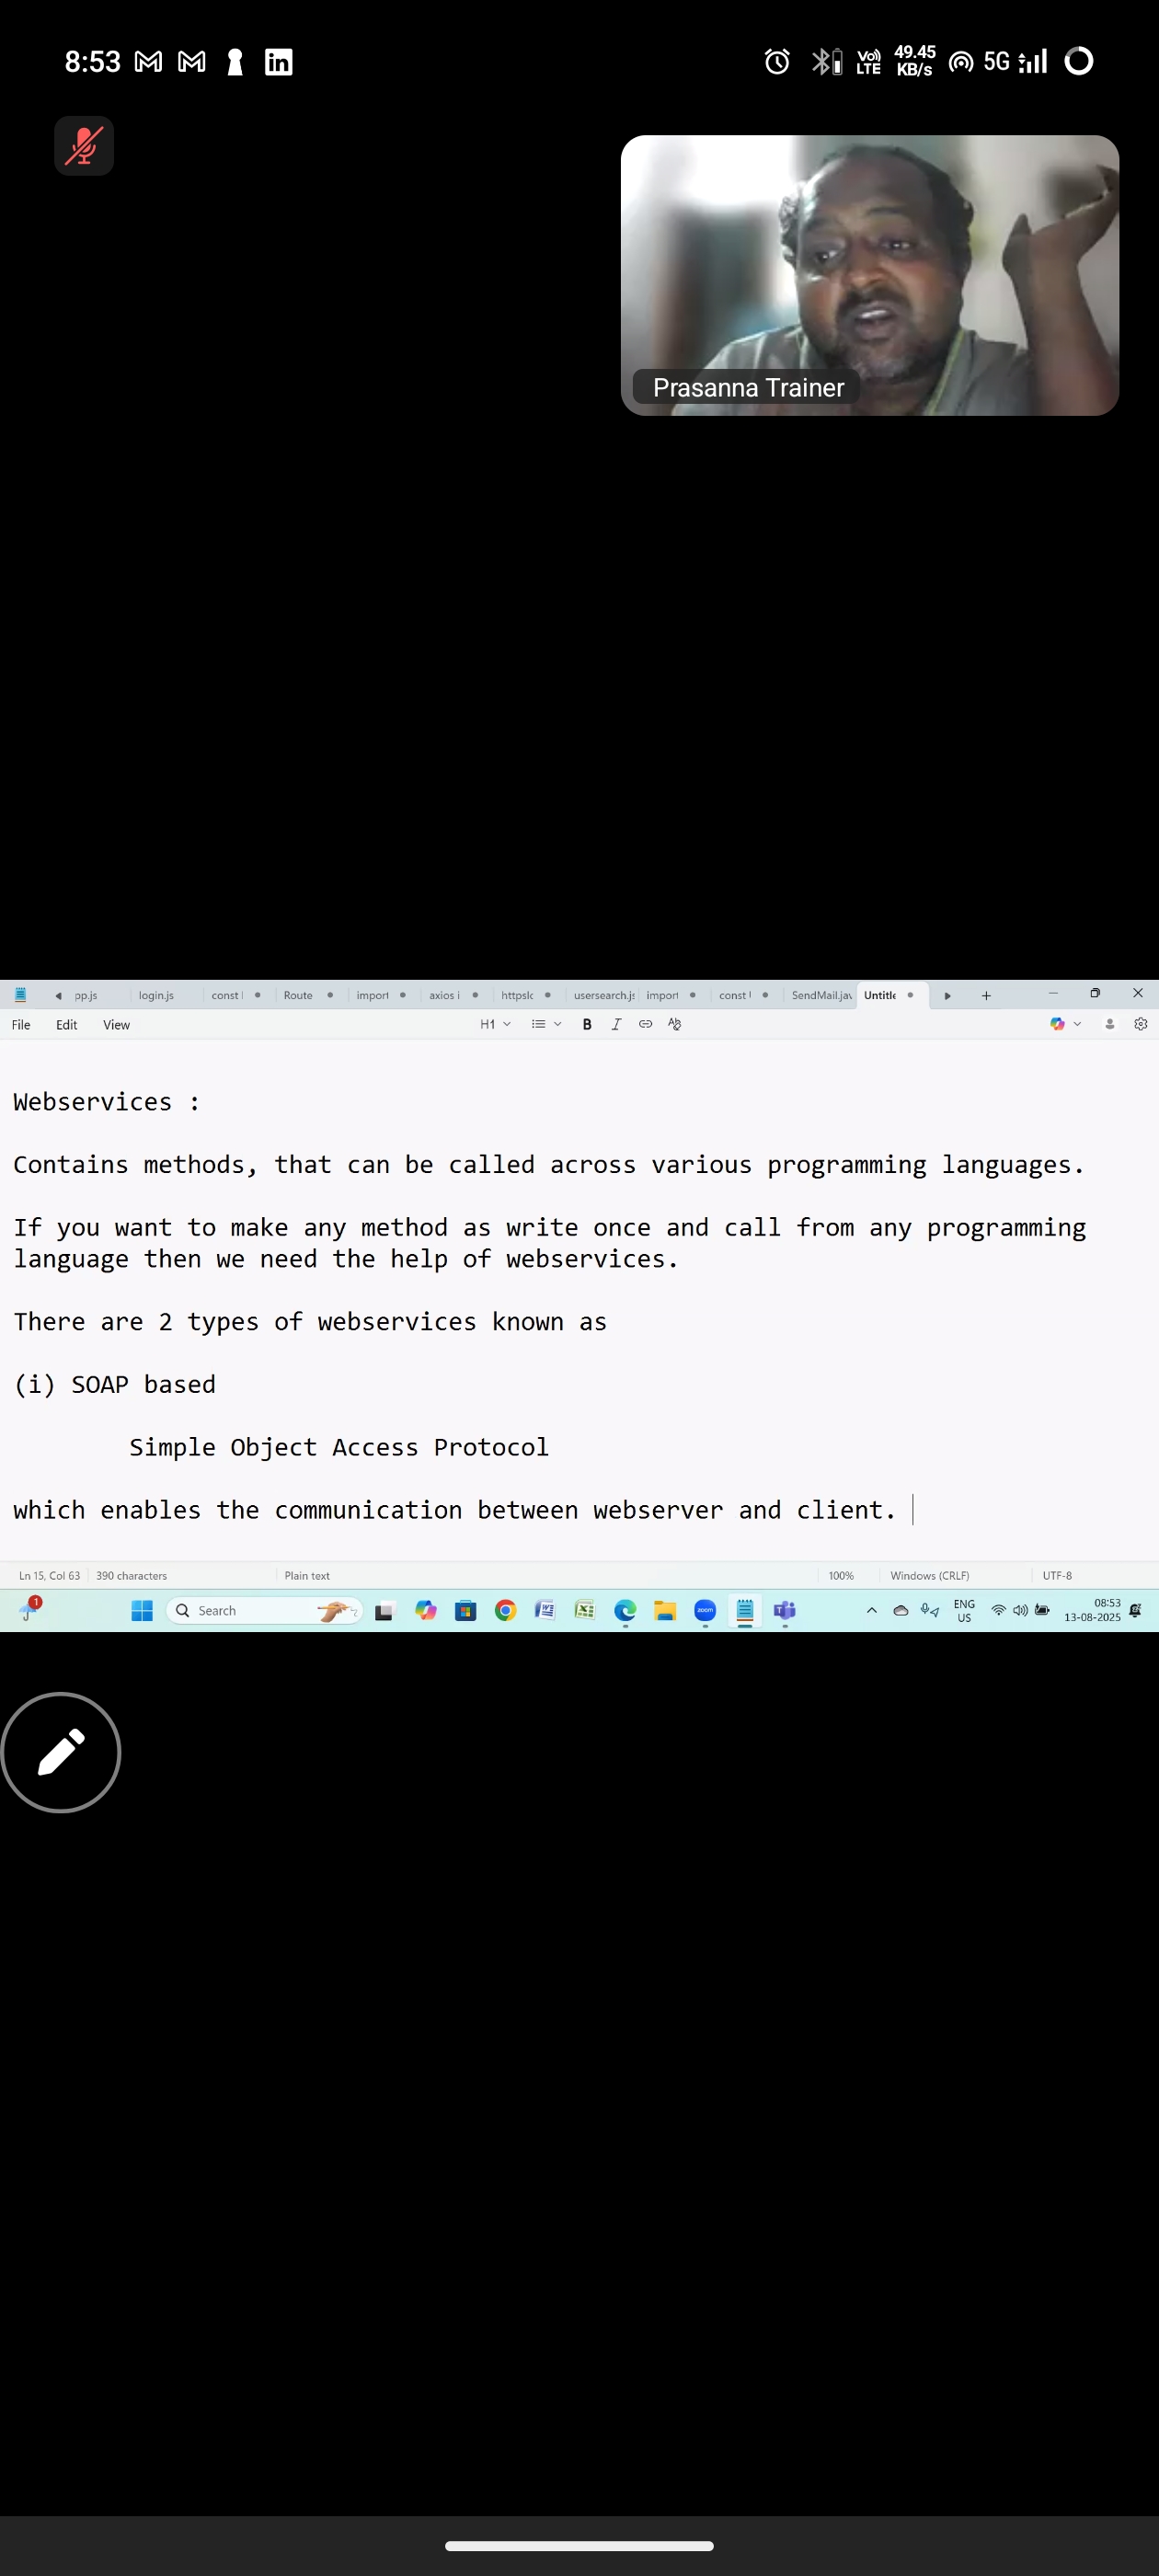 8:53
Vo) LTE
49.45 KB/s
5G
Prasanna Trainer
pp.js login.js const Route import axios i usersearch.js import const SendMail.jav Untitle
File Edit View H1 B I
Webservices :
Contains methods, that can be called across various programming languages.
If you want to make any method as write once and call from any programming
language then we need the help of webservices.
There are 2 types of webservices known as
(i) SOAP based
Simple Object Access Protocol
which enables the communication between webserver and client.
Ln 15, Col 63 390 characters Plain text 100% Windows (CRLF) UTF-8
1
Search
zoom
ENG
US
08:53
13-08-2025